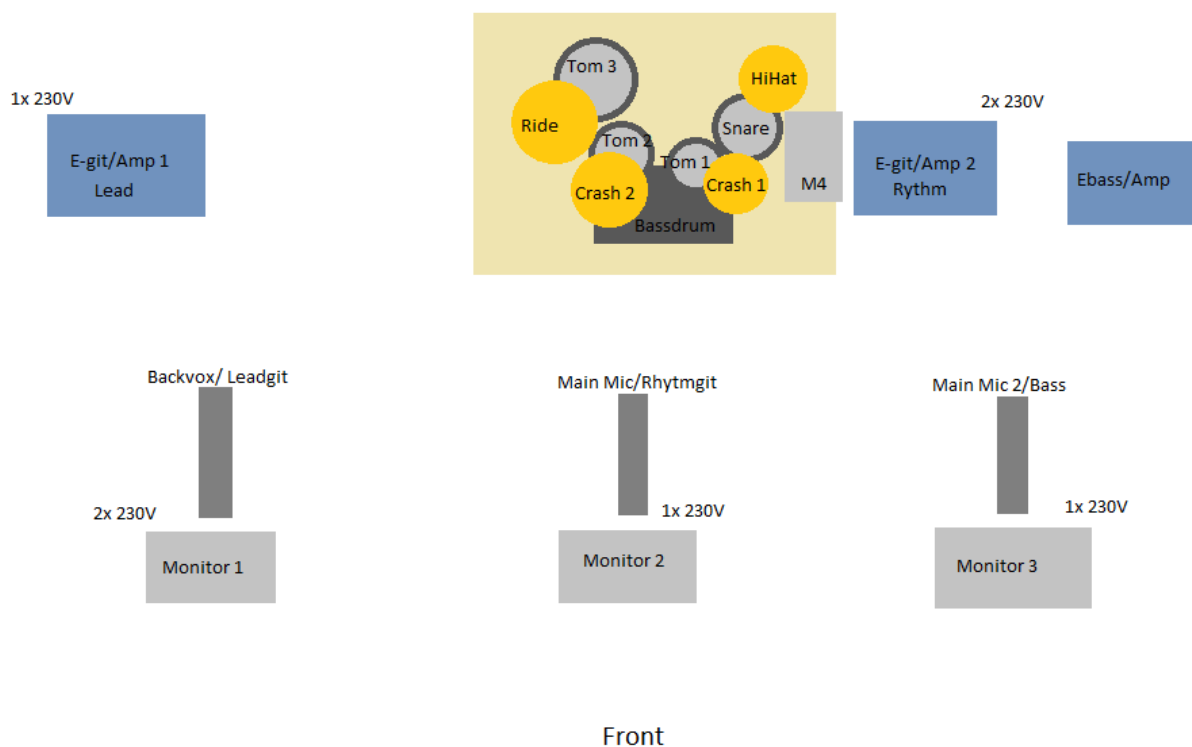 Tom 3
HiHat
1x 230V
2x 230V
Ride
Snare
Tom 2
E-git/Amp 1
Lead
Tom 1
E-git/Amp 2
Rythm
Ebass/Amp
Crash 2
Crash 1
M4
Bassdrum
Backvox/ Leadgit
Main Mic/Rhytmgit
Main Mic 2/Bass
2x 230V
1x 230V
1x 230V
Monitor 1
Monitor 2
Monitor 3
Front